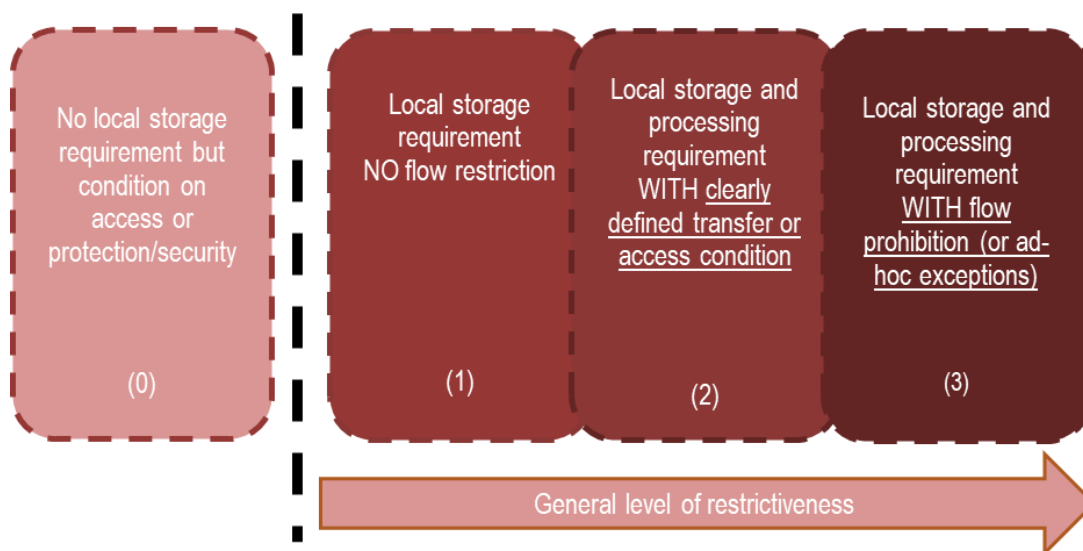 No local storage
requirement but
condition on
access or
protection/security
(0)
Local storage
requirement
NO flow restriction
(1)
Local storage and
processing
requirement
WITH clearly
defined transfer or
access condition
(2)
Local storage and
processing
requirement
WITH flow
prohibition (or ad-
hoc exceptions)
(3)
General level of restrictiveness